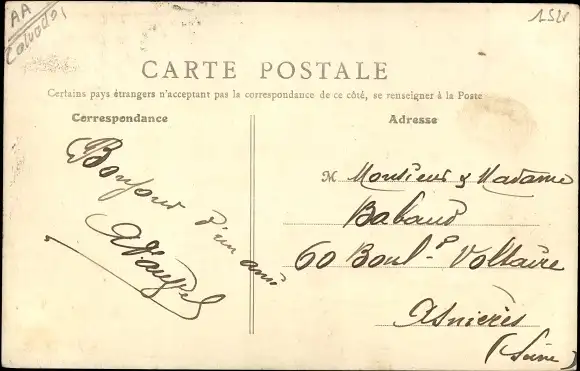 AA
Calvados
CARTE POSTALE
Certains pays étrangers n'acceptant pas la correspondance de ce côté, se renseigner à la Poste
Correspondance
Bonjour d'un ami
Adresse
M Monsieur & Madame
Babaud
60 Boul-d Voltaire
Asnières
(Seine)